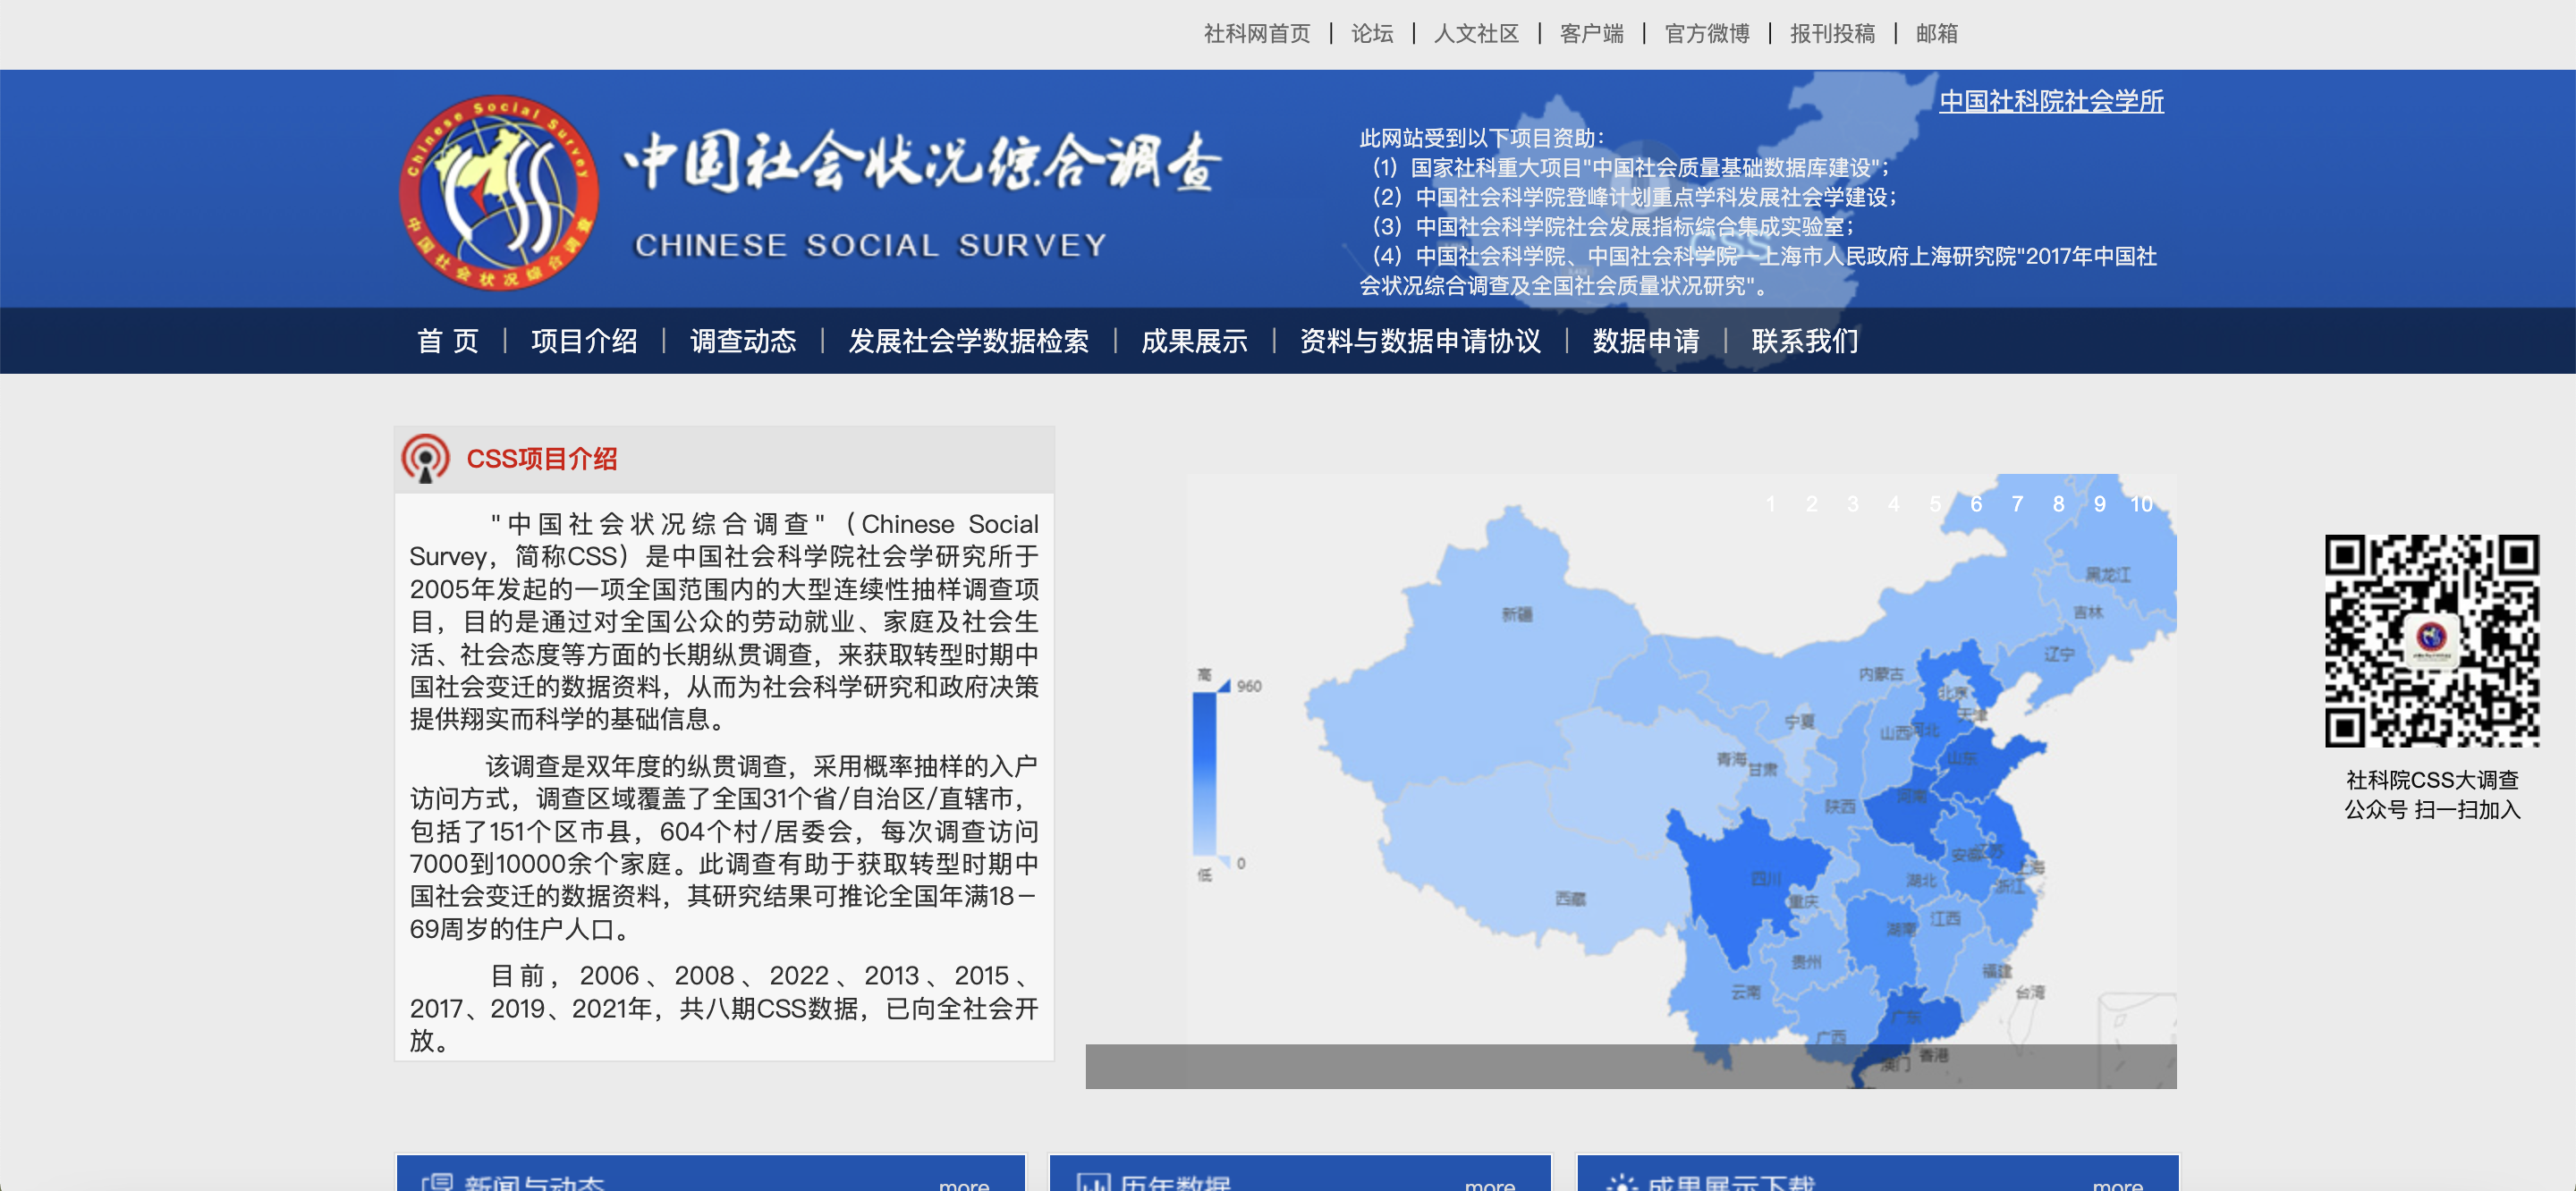 社科网首页 | 论坛 | 人文社区 | 客户端 | 官方微博 | 报刊投稿 | 邮箱
Chinese Social Survey
中国社会状况综合调查
CSS
中国社会状况综合调查
CHINESE SOCIAL SURVEY
中国社科院社会学所
此网站受到以下项目资助：
（1）国家社科重大项目"中国社会质量基础数据库建设"；
（2）中国社会科学院登峰计划重点学科发展社会学建设；
（3）中国社会科学院社会发展指标综合集成实验室；
（4）中国社会科学院、中国社会科学院—上海市人民政府上海研究院"2017年中国社
会状况综合调查及全国社会质量状况研究"。
CSS
首 页 | 项目介绍 | 调查动态 | 发展社会学数据检索 | 成果展示 | 资料与数据申请协议 | 数据申请 | 联系我们
CSS项目介绍
"中国社会状况综合调查"（Chinese Social
Survey，简称CSS）是中国社会科学院社会学研究所于
2005年发起的一项全国范围内的大型连续性抽样调查项
目，目的是通过对全国公众的劳动就业、家庭及社会生
活、社会态度等方面的长期纵贯调查，来获取转型时期中
国社会变迁的数据资料，从而为社会科学研究和政府决策
提供翔实而科学的基础信息。
该调查是双年度的纵贯调查，采用概率抽样的入户
访问方式，调查区域覆盖了全国31个省/自治区/直辖市，
包括了151个区市县，604个村/居委会，每次调查访问
7000到10000余个家庭。此调查有助于获取转型时期中
国社会变迁的数据资料，其研究结果可推论全国年满18－
69周岁的住户人口。
目前，2006、2008、2022、2013、2015、
2017、2019、2021年，共八期CSS数据，已向全社会开
放。
1 2 3 4 5 6 7 8 9 10
黑龙江
吉林
新疆
辽宁
内蒙古
高
960
北京
天津
宁夏
山西
河北
青海
甘肃
山东
河南
陕西
安徽
江苏
0
低
上海
四川
湖北
浙江
西藏
重庆
江西
湖南
贵州
福建
云南
台湾
广东
广西
香港
澳门
社科院CSS大调查
公众号 扫一扫加入
新闻与动态
more
历年数据
more
成果展示下载
more